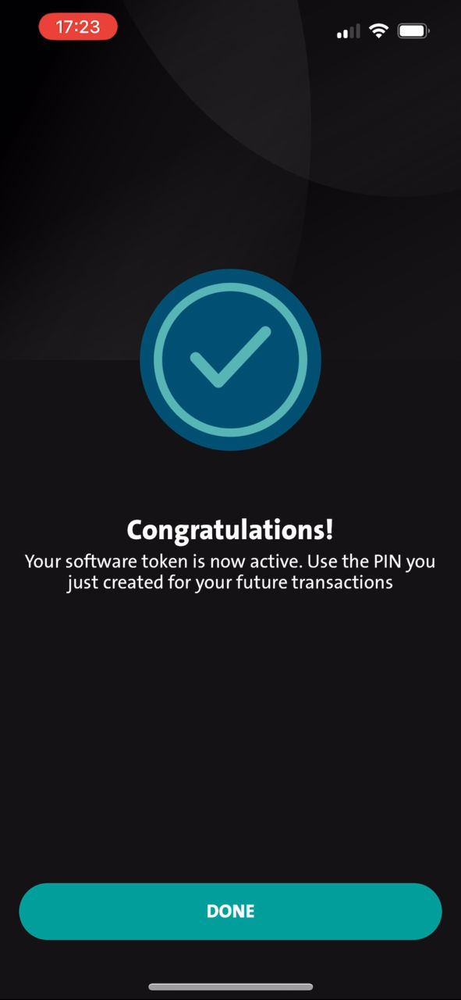 17:23
Congratulations!
Your software token is now active. Use the PIN you
just created for your future transactions
DONE